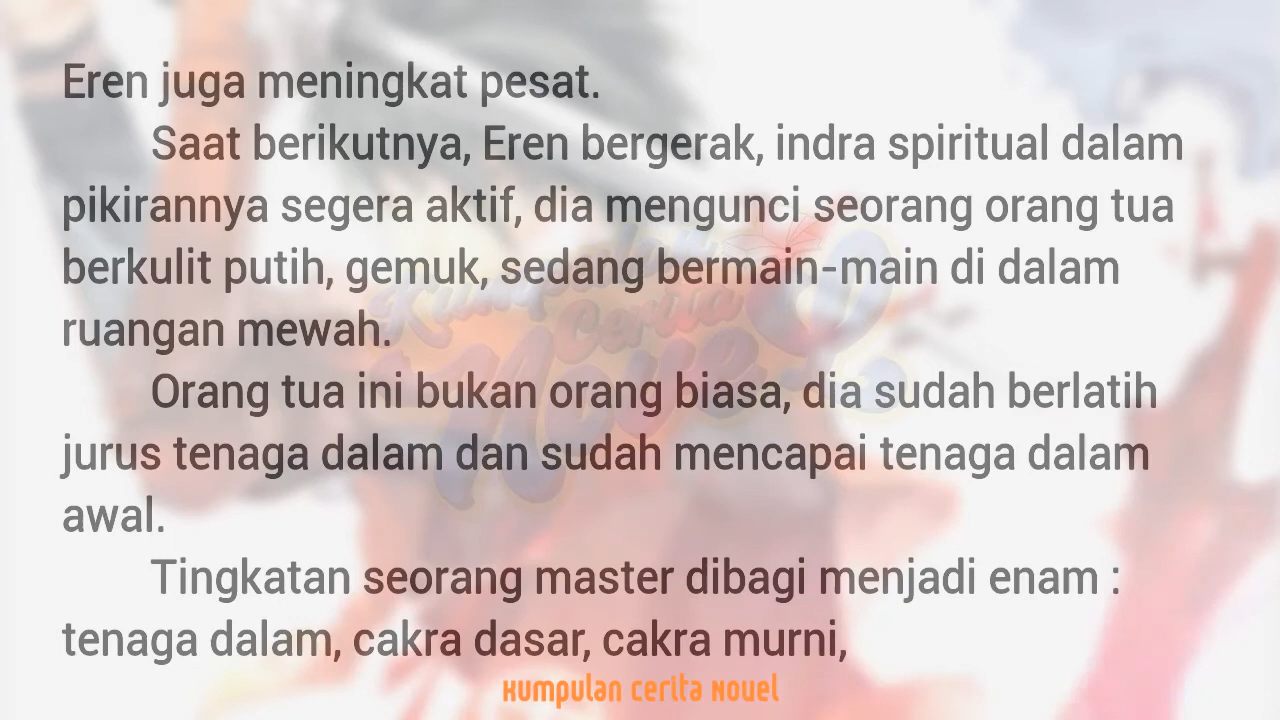 Eren juga meningkat pesat.
Saat berikutnya, Eren bergerak, indra spiritual dalam
pikirannya segera aktif, dia mengunci seorang orang tua
berkulit putih, gemuk, sedang bermain-main di dalam
ruangan mewah.
Orang tua ini bukan orang biasa, dia sudah berlatih
jurus tenaga dalam dan sudah mencapai tenaga dalam
awal.
Tingkatan seorang master dibagi menjadi enam :
tenaga dalam, cakra dasar, cakra murni,
Kumpulan Cerita Novel